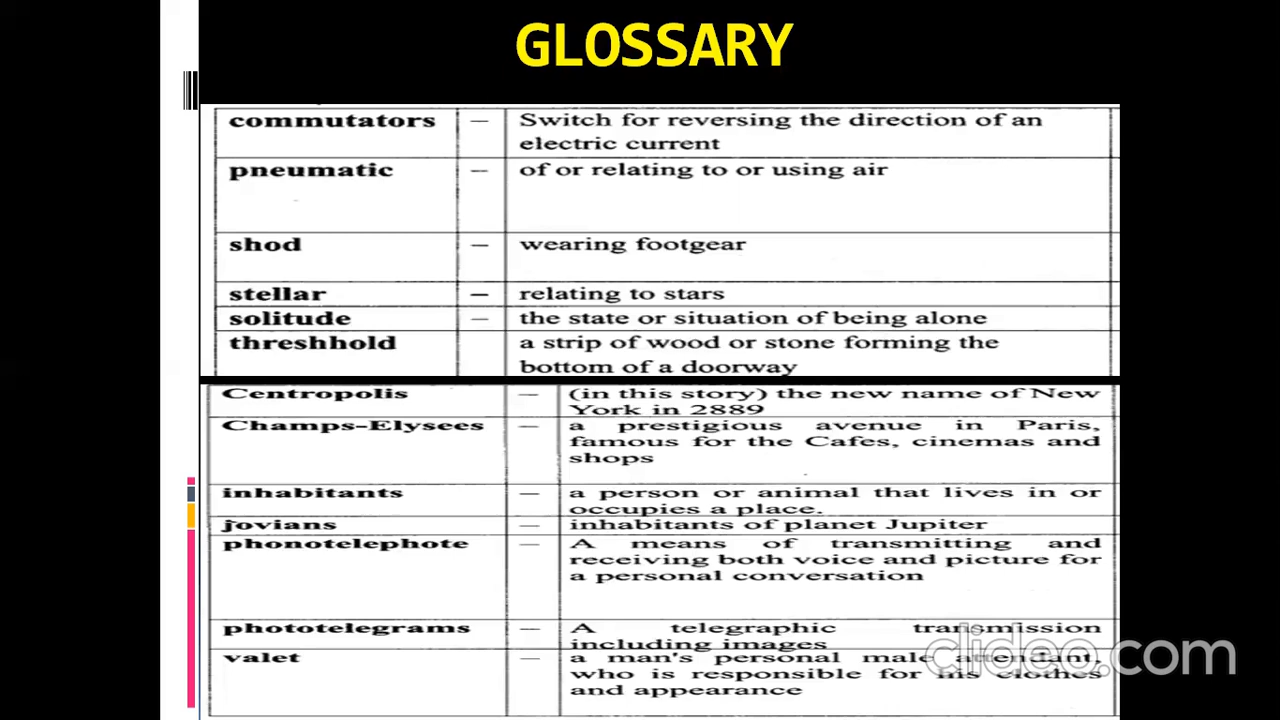 GLOSSARY
commutators – Switch for reversing the direction of an
electric current
pneumatic – of or relating to or using air
shod – wearing footgear
stellar – relating to stars
solitude – the state or situation of being alone
threshhold a strip of wood or stone forming the
bottom of a doorway
Centropolis – (in this story) the new name of New
York in 2889
Champs-Elysees – a prestigious avenue in Paris,
famous for the Cafes, cinemas and
shops
inhabitants – a person or animal that lives in or
occupies a place.
jovians – inhabitants of planet Jupiter
phonotelephote – A means of transmitting and
receiving both voice and picture for
a personal conversation
phototelegrams – A telegraphic transmission
including images
valet – a man's personal male attendant,
who is responsible for his clothes
and appearance
clideo.com